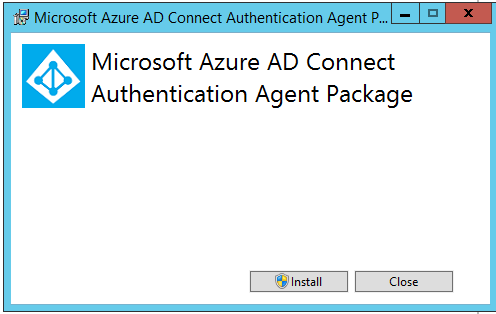 Microsoft Azure AD Connect Authentication Agent P...
Microsoft Azure AD Connect
Authentication Agent Package
Install Close